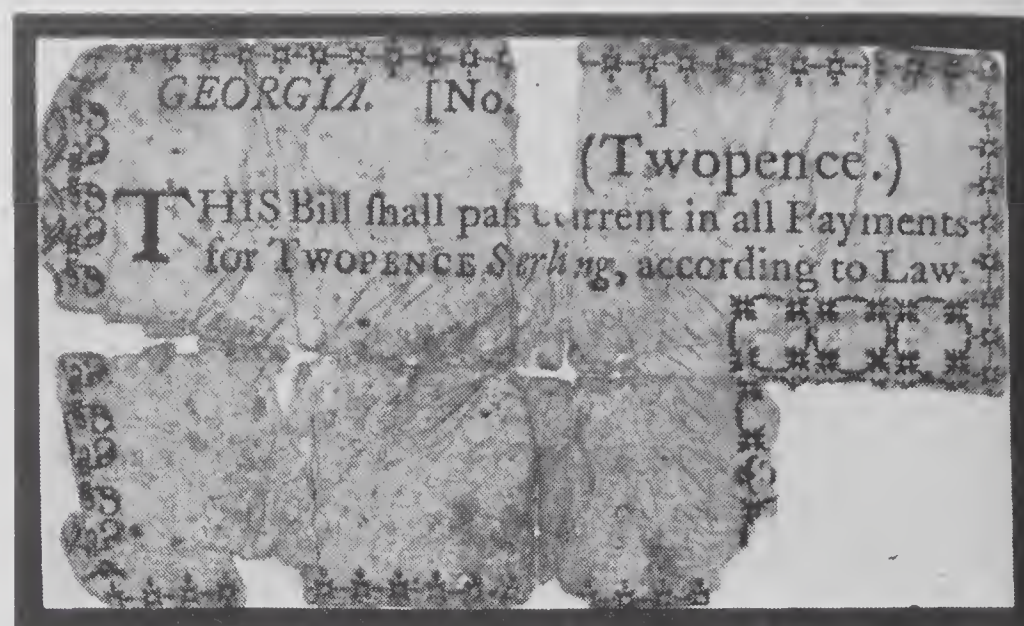 GEORGIA. [No. ]
(Twopence.)
THIS Bill ſhall paſs current in all Payments
for TWOPENCE Sterling, according to Law